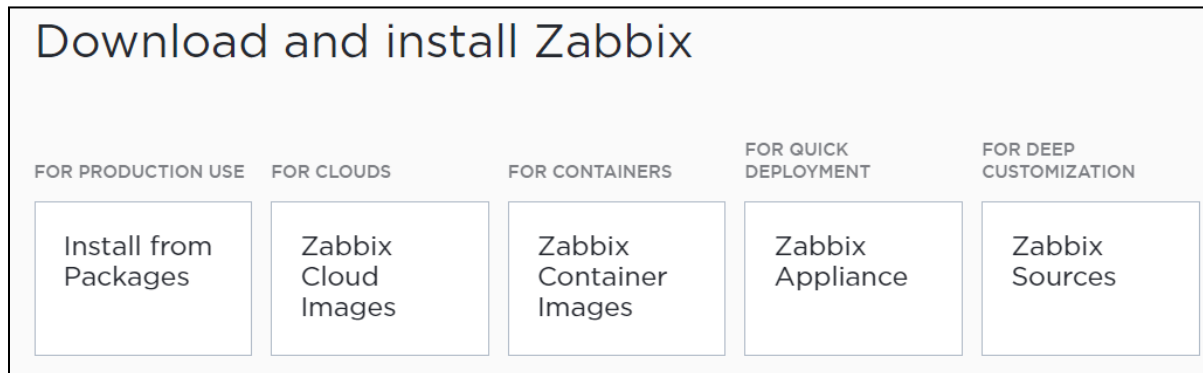 Download and install Zabbix
FOR PRODUCTION USE
FOR CLOUDS
FOR CONTAINERS
FOR QUICK
DEPLOYMENT
FOR DEEP
CUSTOMIZATION
Install from
Packages
Zabbix
Cloud
Images
Zabbix
Container
Images
Zabbix
Appliance
Zabbix
Sources